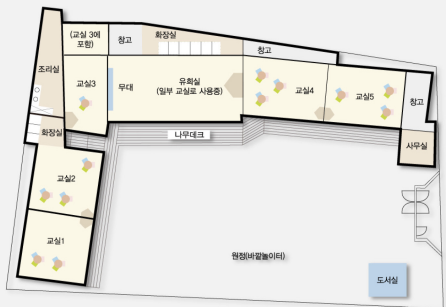 (교실 3에
포함)
창고
화장실
창고
조리실
교실3
무대
유희실
(일부 교실로 사용중)
교실4
교실5
창고
화장실
나무데크
사무실
교실2
교실1
원정(바깥놀이터)
도서실